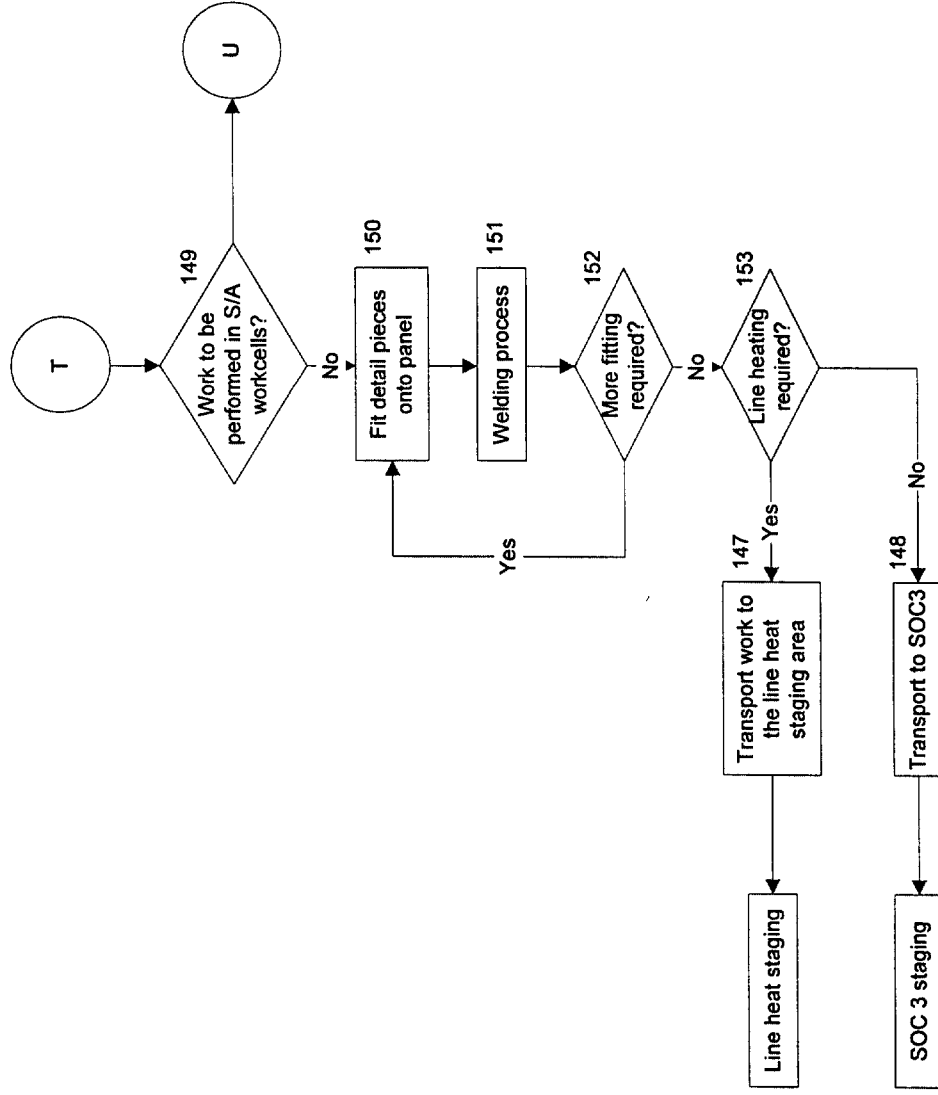 T
149
Work to be
performed in S/A
workcells?
U
No
150
Fit detail pieces
onto panel
151
Welding process
152
More fitting
required?
Yes
No
153
Line heating
required?
Yes
147
Transport work to
the line heat
staging area
Line heat staging
No
148
Transport to SOC3
SOC 3 staging